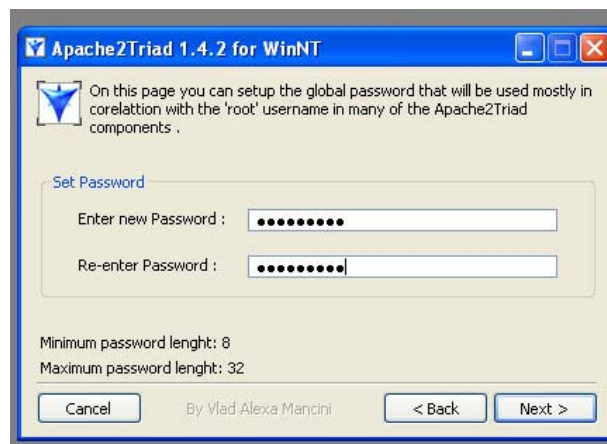 Apache2Triad 1.4.2 for WinNT
On this page you can setup the global password that will be used mostly in
corelattion with the 'root' username in many of the Apache2Triad
components .
Set Password
Enter new Password : ●●●●●●●●●
Re-enter Password : ●●●●●●●●●
Minimum password lenght: 8
Maximum password lenght: 32
Cancel By Vlad Alexa Mancini < Back Next >